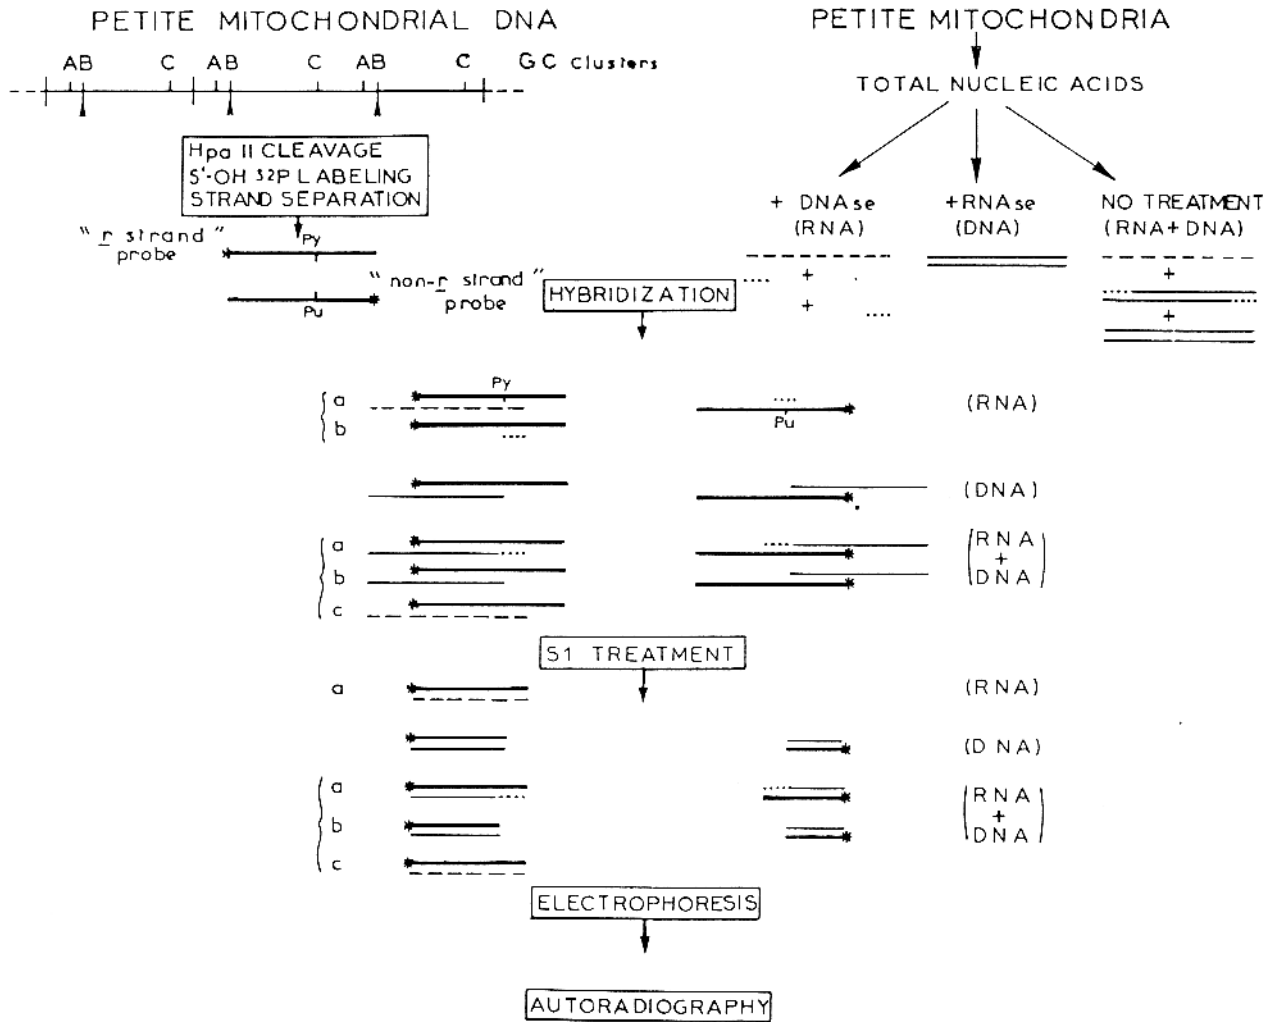 PETITE MITOCHONDRIAL DNA
AB C AB C AB C GC clusters
Hpa II CLEAVAGE
5'-OH 32P LABELING
STRAND SEPARATION
"r strand"
probe
Py
"non-r strand"
probe
Pu
PETITE MITOCHONDRIA
TOTAL NUCLEIC ACIDS
+ DNAse
(RNA)
+RNAse
(DNA)
NO TREATMENT
(RNA+DNA)
+
+
+
+
HYBRIDIZATION
a
Py
b
Pu
(RNA)
(DNA)
a
b
c
(RNA
+
DNA)
S1 TREATMENT
a
(RNA)
(DNA)
a
b
c
(RNA
+
DNA)
ELECTROPHORESIS
AUTORADIOGRAPHY